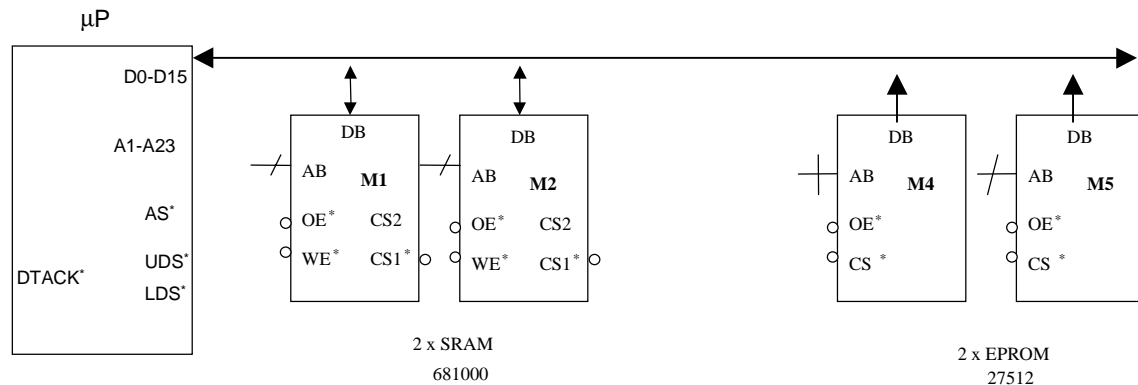 μP
D0-D15
A1-A23
AS*
UDS*
DTACK*
LDS*
DB
AB
M1
OE*
CS2
WE*
CS1*
DB
AB
M2
OE*
CS2
WE*
CS1*
2 x SRAM
681000
DB
AB
M4
OE*
CS *
DB
AB
M5
OE*
CS *
2 x EPROM
27512